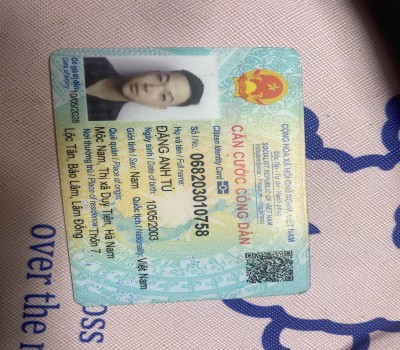 CỘNG HÒA XÃ HỘI CHỦ NGHĨA VIỆT NAM
Độc lập - Tự do - Hạnh phúc
SOCIALIST REPUBLIC OF VIET NAM
Independence - Freedom - Happiness
CĂN CƯỚC CÔNG DÂN
Citizen Identity Card
Số / No.: 068203010758
Họ và tên / Full name:
ĐẶNG ANH TÚ
Ngày sinh / Date of birth: 10/05/2003
Giới tính / Sex: Nam Quốc tịch / Nationality: Việt Nam
Quê quán / Place of origin:
Mộc Nam, Thị xã Duy Tiên, Hà Nam
Nơi thường trú / Place of residence: Thôn 7
Lộc Tân, Bảo Lâm, Lâm Đồng
Có giá trị đến: 10/05/2028
Date of expiry
oss
over the